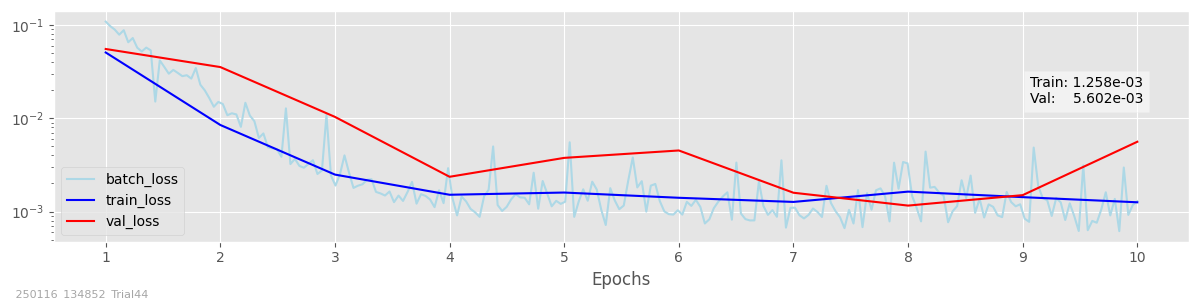 10⁻¹
10⁻²
10⁻³
Train: 1.258e-03
Val: 5.602e-03
batch_loss
train_loss
val_loss
1 2 3 4 5 6 7 8 9 10
Epochs
250116_134852_Trial44